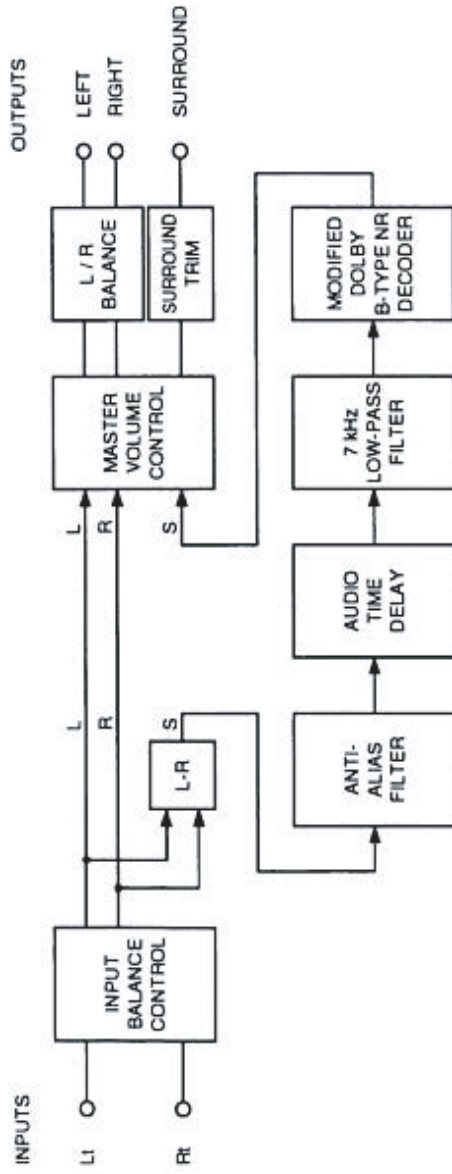 INPUTS
Lt
Rt
INPUT
BALANCE
CONTROL
L
R
L-R
S
L
R
S
MASTER
VOLUME
CONTROL
L / R
BALANCE
SURROUND
TRIM
OUTPUTS
LEFT
RIGHT
SURROUND
ANTI-
ALIAS
FILTER
AUDIO
TIME
DELAY
7 kHz
LOW-PASS
FILTER
MODIFIED
DOLBY
B-TYPE NR
DECODER